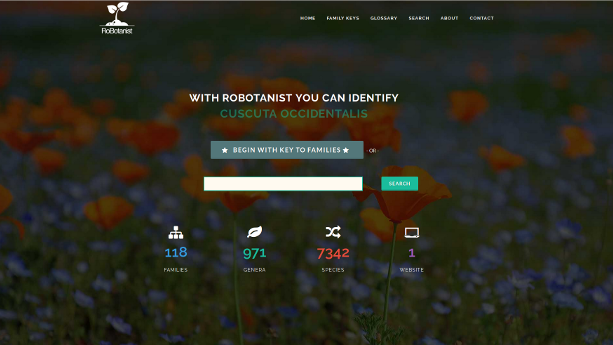 RoBotanist
HOME FAMILY KEYS GLOSSARY SEARCH ABOUT CONTACT
WITH ROBOTANIST YOU CAN IDENTIFY
CUSCUTA OCCIDENTALIS
BEGIN WITH KEY TO FAMILIES - OR -
SEARCH
118 971 7342 1
FAMILIES GENERA SPECIES WEBSITE